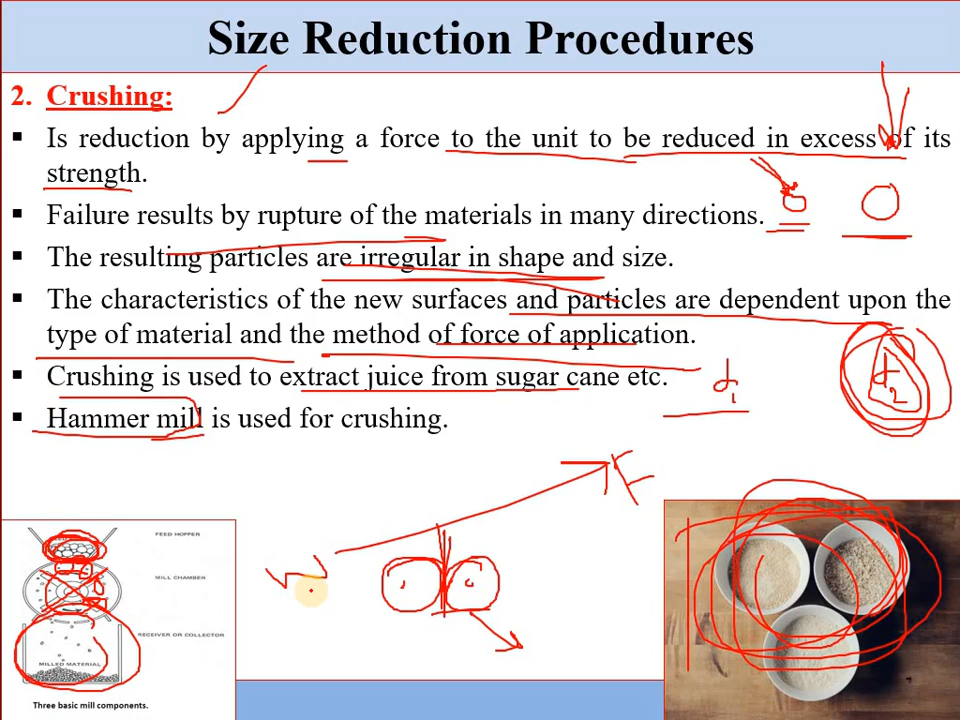 Size Reduction Procedures
2. Crushing:
▪ Is reduction by applying a force to the unit to be reduced in excess of its
strength.
▪ Failure results by rupture of the materials in many directions.
▪ The resulting particles are irregular in shape and size.
▪ The characteristics of the new surfaces and particles are dependent upon the
type of material and the method of force of application.
▪ Crushing is used to extract juice from sugar cane etc.
d1
d2
▪ Hammer mill is used for crushing.
F
FEED HOPPER
MILL CHAMBER
RECEIVER OR COLLECTOR
MILLED MATERIAL
Three basic mill components.